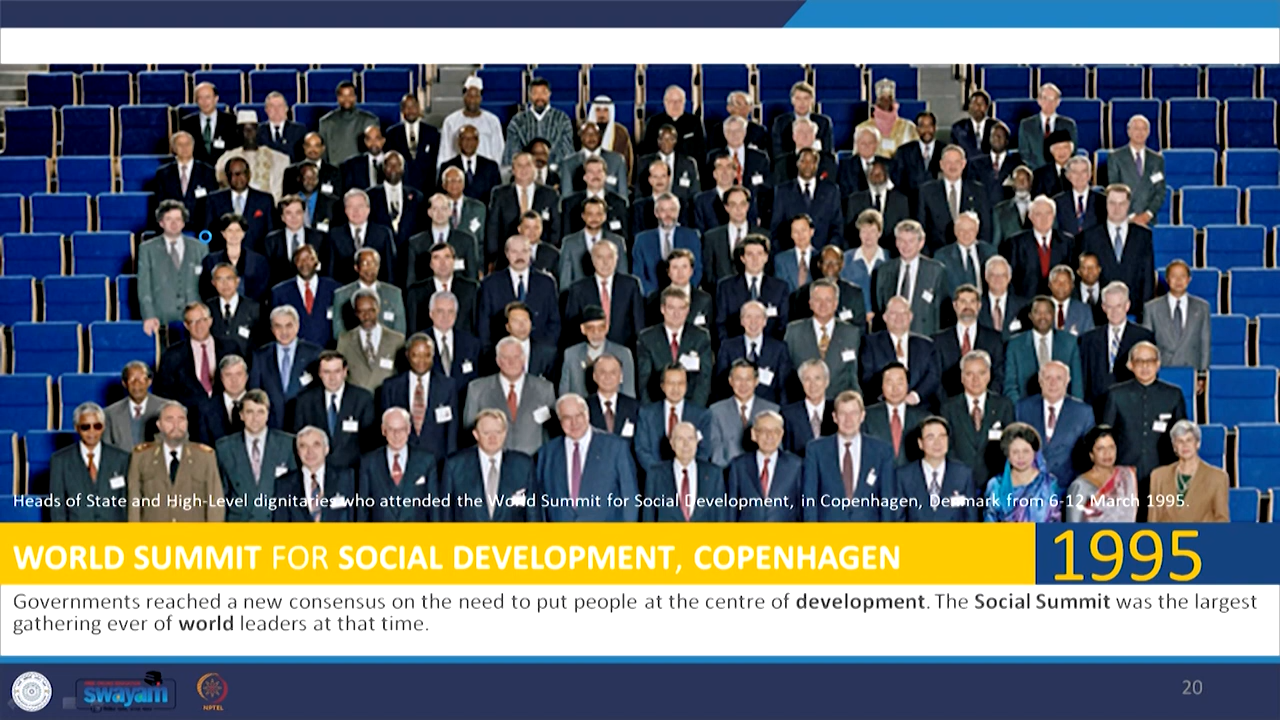 Heads of State and High-Level dignitaries who attended the World Summit for Social Development, in Copenhagen, Denmark from 6-12 March 1995.
WORLD SUMMIT FOR SOCIAL DEVELOPMENT, COPENHAGEN
1995
Governments reached a new consensus on the need to put people at the centre of development. The Social Summit was the largest
gathering ever of world leaders at that time.
swayam
NPTEL
20